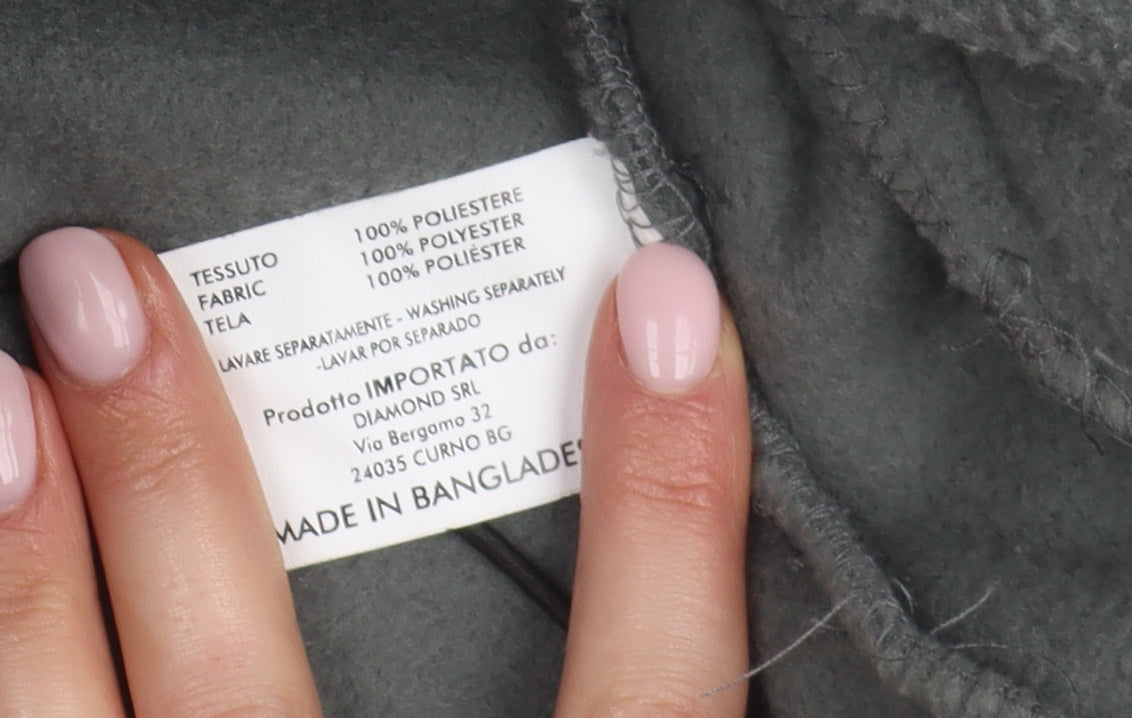 TESSUTO 100% POLIESTERE
FABRIC 100% POLYESTER
TELA 100% POLIÈSTER
LAVARE SEPARATAMENTE - WASHING SEPARATELY
-LAVAR POR SEPARADO
Prodotto IMPORTATO da:
DIAMOND SRL
Via Bergamo 32
24035 CURNO BG
MADE IN BANGLADES